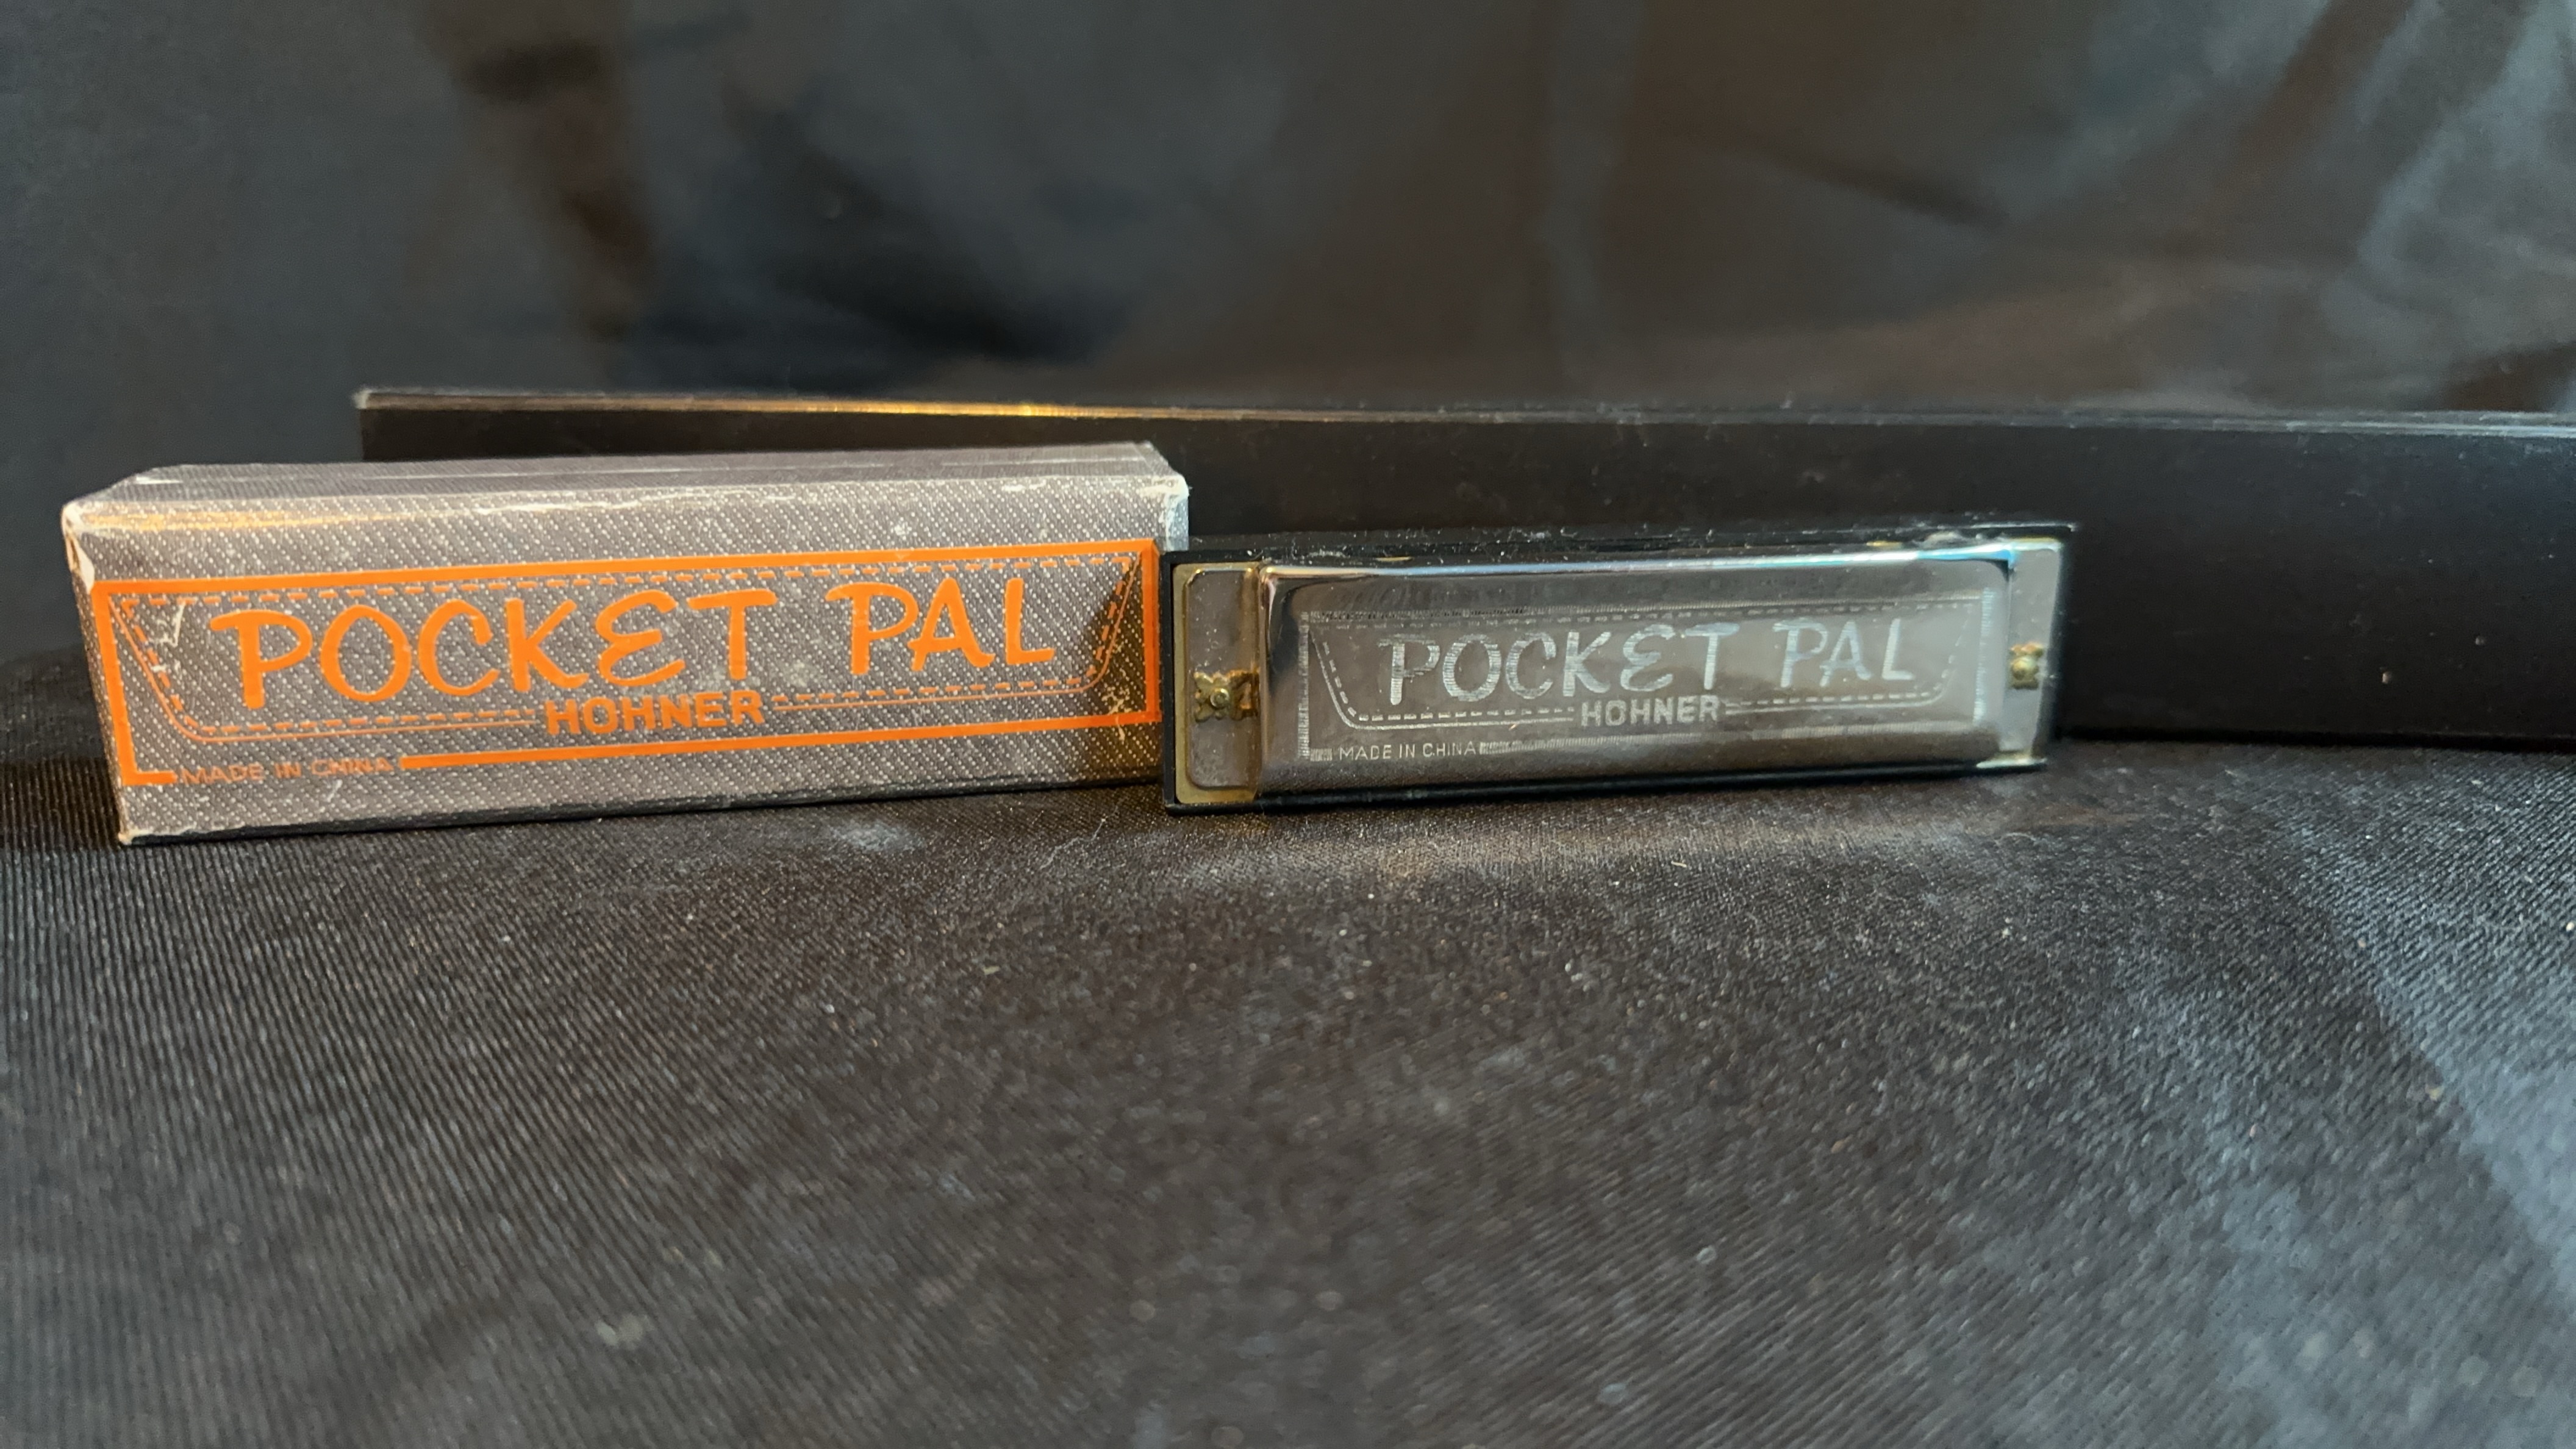 POCKET PAL
HOHNER
MADE IN CHINA
POCKET PAL
HOHNER
MADE IN CHINA